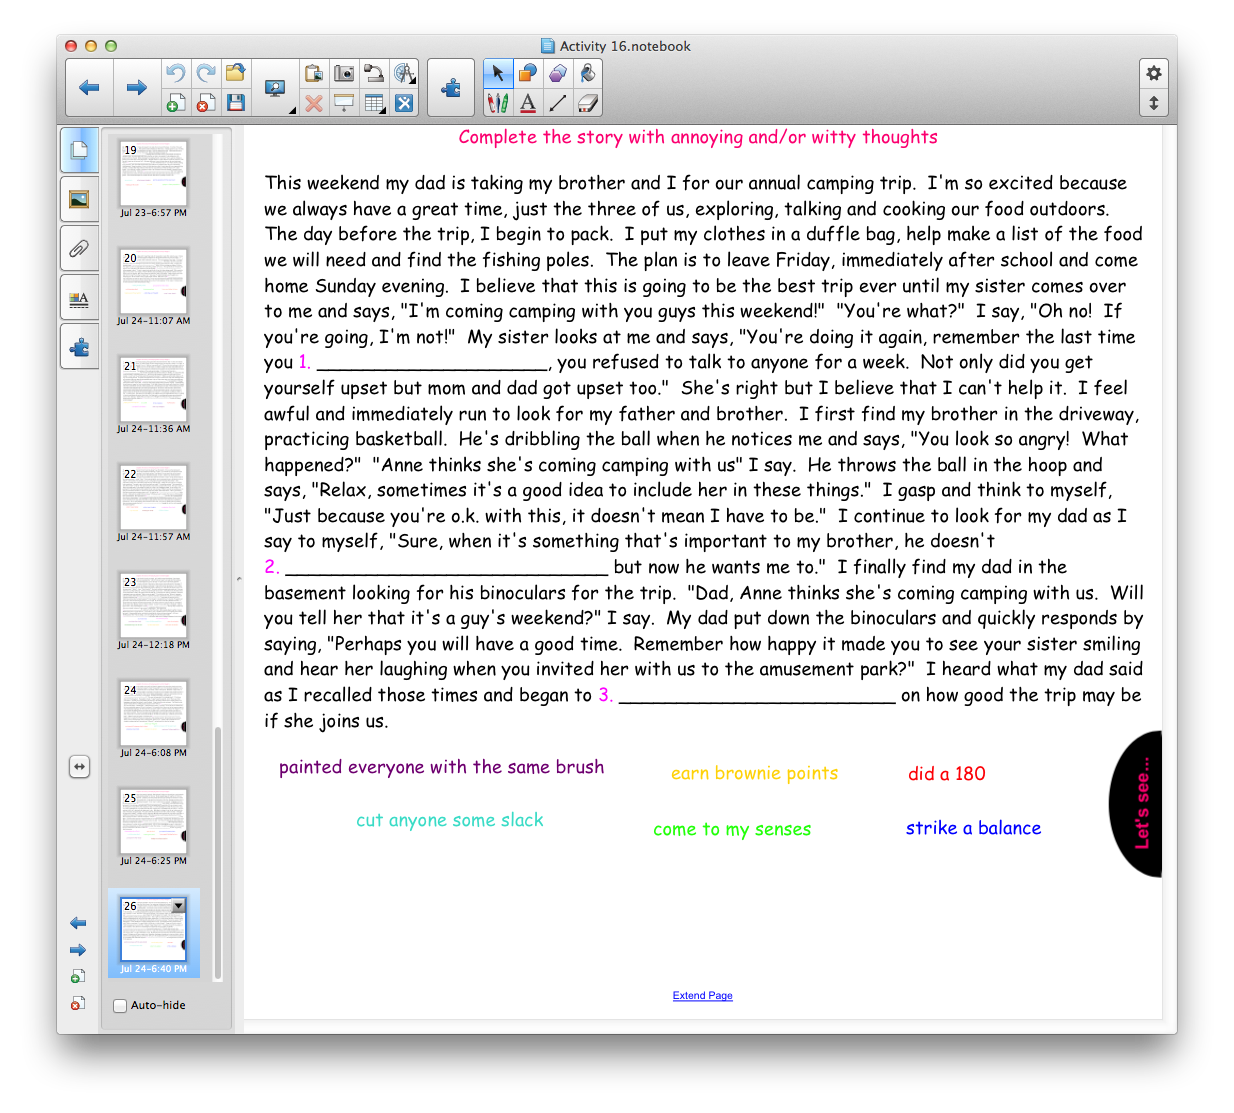 Activity 16.notebook
19
Jul 23-6:57 PM
20
Jul 24-11:07 AM
21
Jul 24-11:36 AM
22
Jul 24-11:57 AM
23
Jul 24-12:18 PM
24
Jul 24-6:08 PM
25
Jul 24-6:25 PM
26
Jul 24-6:40 PM
Auto-hide
Complete the story with annoying and/or witty thoughts
This weekend my dad is taking my brother and I for our annual camping trip. I'm so excited because
we always have a great time, just the three of us, exploring, talking and cooking our food outdoors.
The day before the trip, I begin to pack. I put my clothes in a duffle bag, help make a list of the food
we will need and find the fishing poles. The plan is to leave Friday, immediately after school and come
home Sunday evening. I believe that this is going to be the best trip ever until my sister comes over
to me and says, "I'm coming camping with you guys this weekend!" "You're what?" I say, "Oh no! If
you're going, I'm not!" My sister looks at me and says, "You're doing it again, remember the last time
you 1. ______________________, you refused to talk to anyone for a week. Not only did you get
yourself upset but mom and dad got upset too." She's right but I believe that I can't help it. I feel
awful and immediately run to look for my father and brother. I first find my brother in the driveway,
practicing basketball. He's dribbling the ball when he notices me and says, "You look so angry! What
happened?" "Anne thinks she's coming camping with us" I say. He throws the ball in the hoop and
says, "Relax, sometimes it's a good idea to include her in these things." I gasp and think to myself,
"Just because you're o.k. with this, it doesn't mean I have to be." I continue to look for my dad as I
say to myself, "Sure, when it's something that's important to my brother, he doesn't
2. _______________________________ but now he wants me to." I finally find my dad in the
basement looking for his binoculars for the trip. "Dad, Anne thinks she's coming camping with us. Will
you tell her that it's a guy's weekend?" I say. My dad put down the binoculars and quickly responds by
saying, "Perhaps you will have a good time. Remember how happy it made you to see your sister smiling
and hear her laughing when you invited her with us to the amusement park?" I heard what my dad said
as I recalled those times and began to 3. __________________________ on how good the trip may be
if she joins us.
painted everyone with the same brush
earn brownie points
did a 180
cut anyone some slack
come to my senses
strike a balance
Let's see...
Extend Page